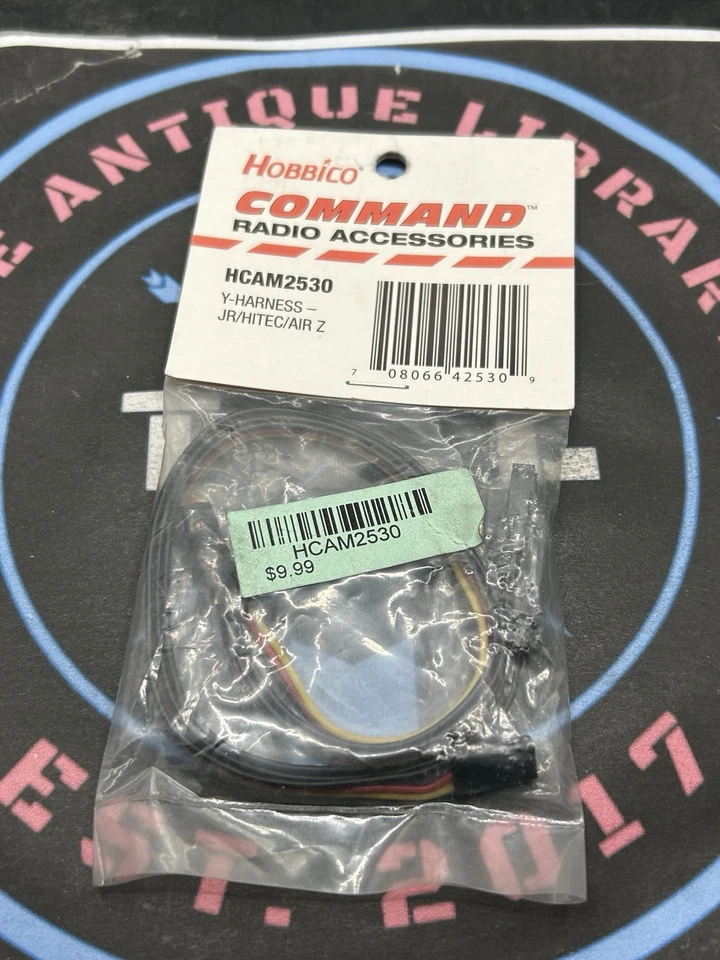 E ANTIQUE LIBRAR
HOBBICO
COMMAND™
RADIO ACCESSORIES
HCAM2530
Y-HARNESS –
JR/HITEC/AIR Z
7 08066 42530 9
HCAM2530
$9.99
EST. 2017